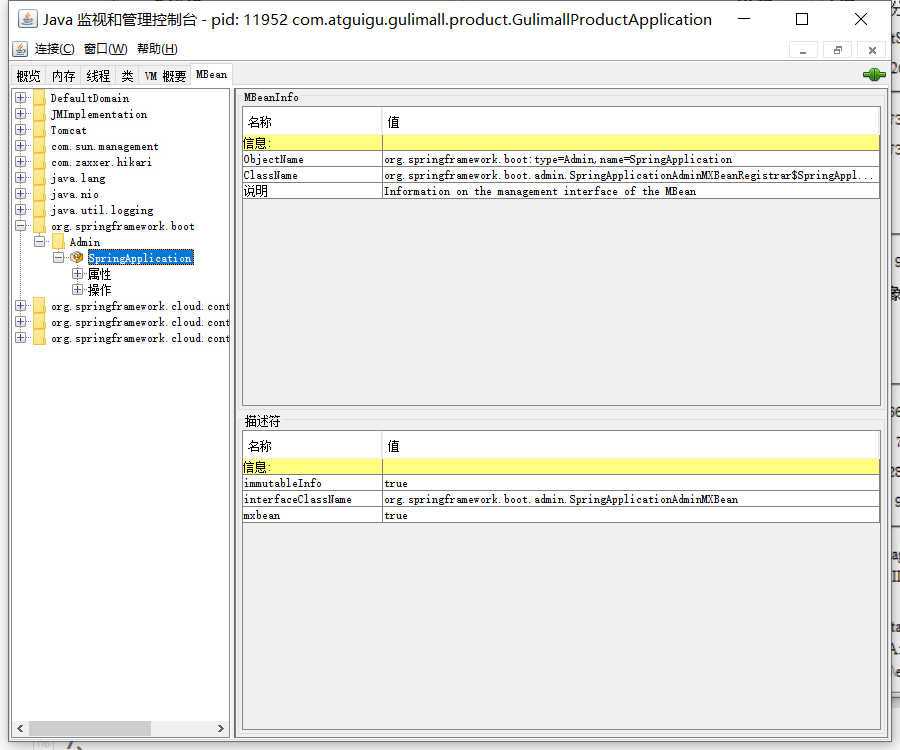 Java 监视和管理控制台 - pid: 11952 com.atguigu.gulimall.product.GulimallProductApplication
连接(C) 窗口(W) 帮助(H)
概览 内存 线程 类 VM 概要 MBean
DefaultDomain
JMImplementation
Tomcat
com.sun.management
com.zaxxer.hikari
java.lang
java.nio
java.util.logging
org.springframework.boot
Admin
SpringApplication
属性
操作
org.springframework.cloud.cont
org.springframework.cloud.cont
org.springframework.cloud.cont
MBeanInfo
名称 值
信息:
ObjectName org.springframework.boot:type=Admin,name=SpringApplication
ClassName org.springframework.boot.admin.SpringApplicationAdminMXBeanRegistrar$SpringAppl...
说明 Information on the management interface of the MBean
描述符
名称 值
信息:
immutableInfo true
interfaceClassName org.springframework.boot.admin.SpringApplicationAdminMXBean
mxbean true